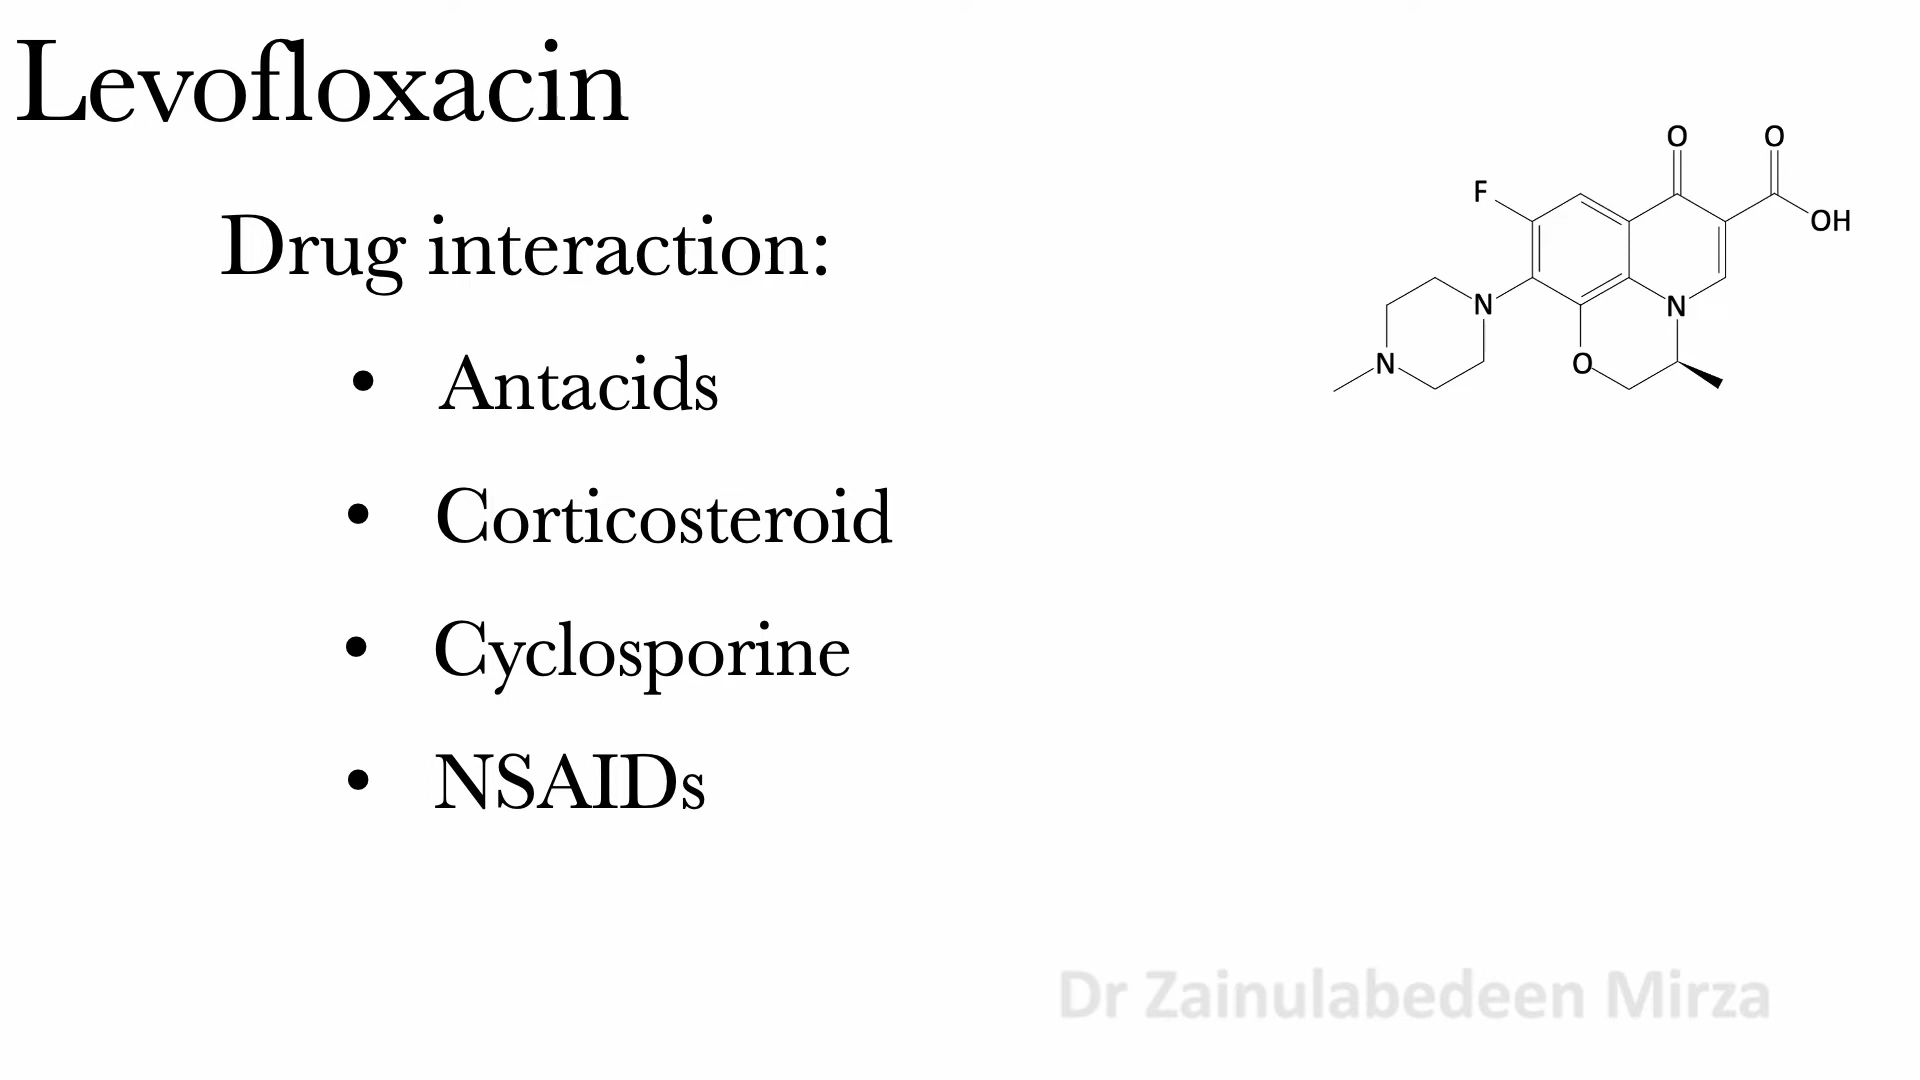 Levofloxacin
Drug interaction:
• Antacids
• Corticosteroid
• Cyclosporine
• NSAIDs
O O
F
OH
N
N
N
O
Dr Zainulabedeen Mirza